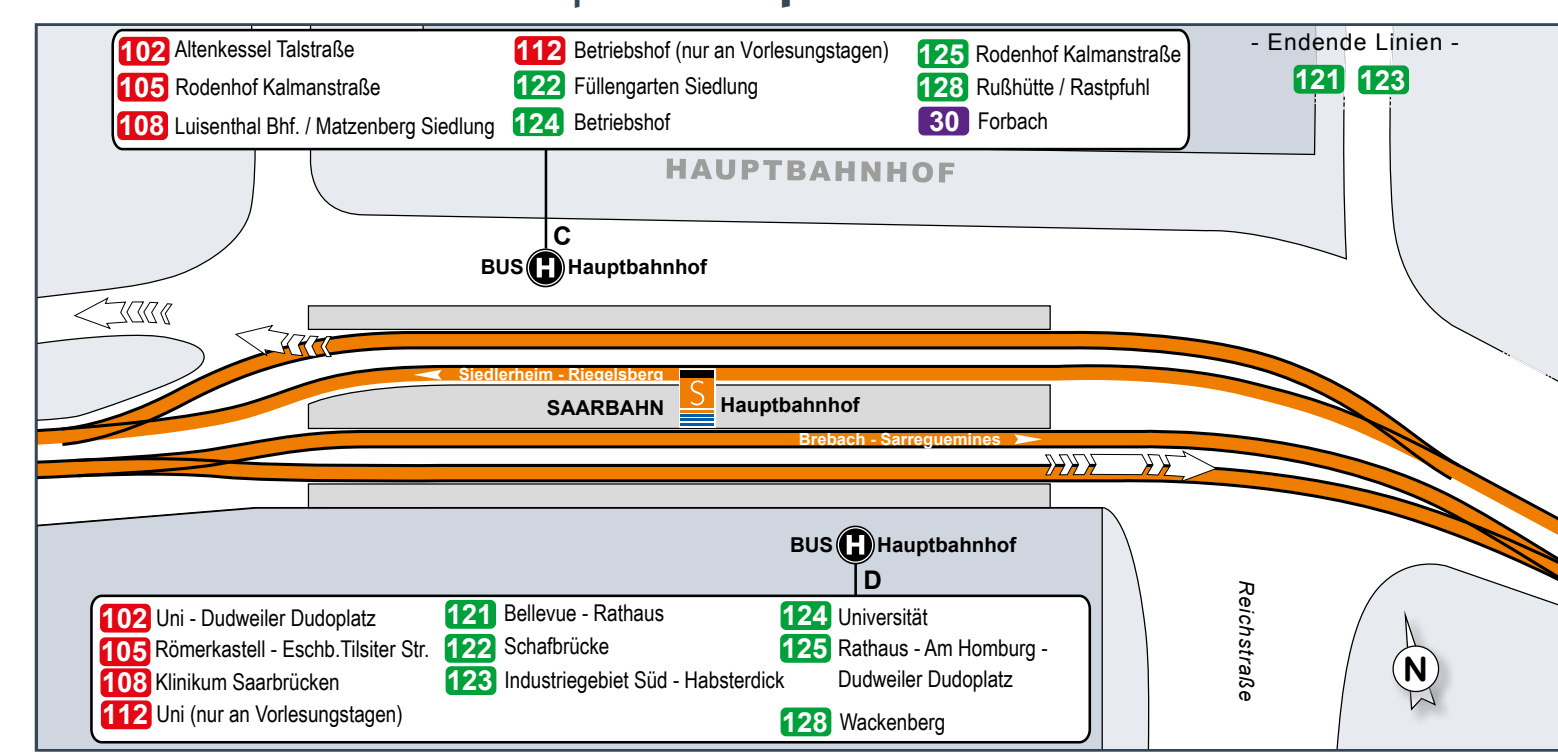 102 Altenkessel Talstraße
105 Rodenhof Kalmanstraße
108 Luisenthal Bhf. / Matzenberg Siedlung
112 Betriebshof (nur an Vorlesungstagen)
122 Füllengarten Siedlung
124 Betriebshof
125 Rodenhof Kalmanstraße
128 Rußhütte / Rastpfuhl
30 Forbach
- Endende Linien -
121 123
HAUPTBAHNHOF
C
BUS H Hauptbahnhof
Siedlerheim - Riegelsberg
SAARBAHN S Hauptbahnhof
Brebach - Sarreguemines
BUS H Hauptbahnhof
D
102 Uni - Dudweiler Dudoplatz
105 Römerkastell - Eschb.Tilsiter Str.
108 Klinikum Saarbrücken
112 Uni (nur an Vorlesungstagen)
121 Bellevue - Rathaus
122 Schafbrücke
123 Industriegebiet Süd - Habsterdick
124 Universität
125 Rathaus - Am Homburg -
Dudweiler Dudoplatz
128 Wackenberg
Reichstraße
N